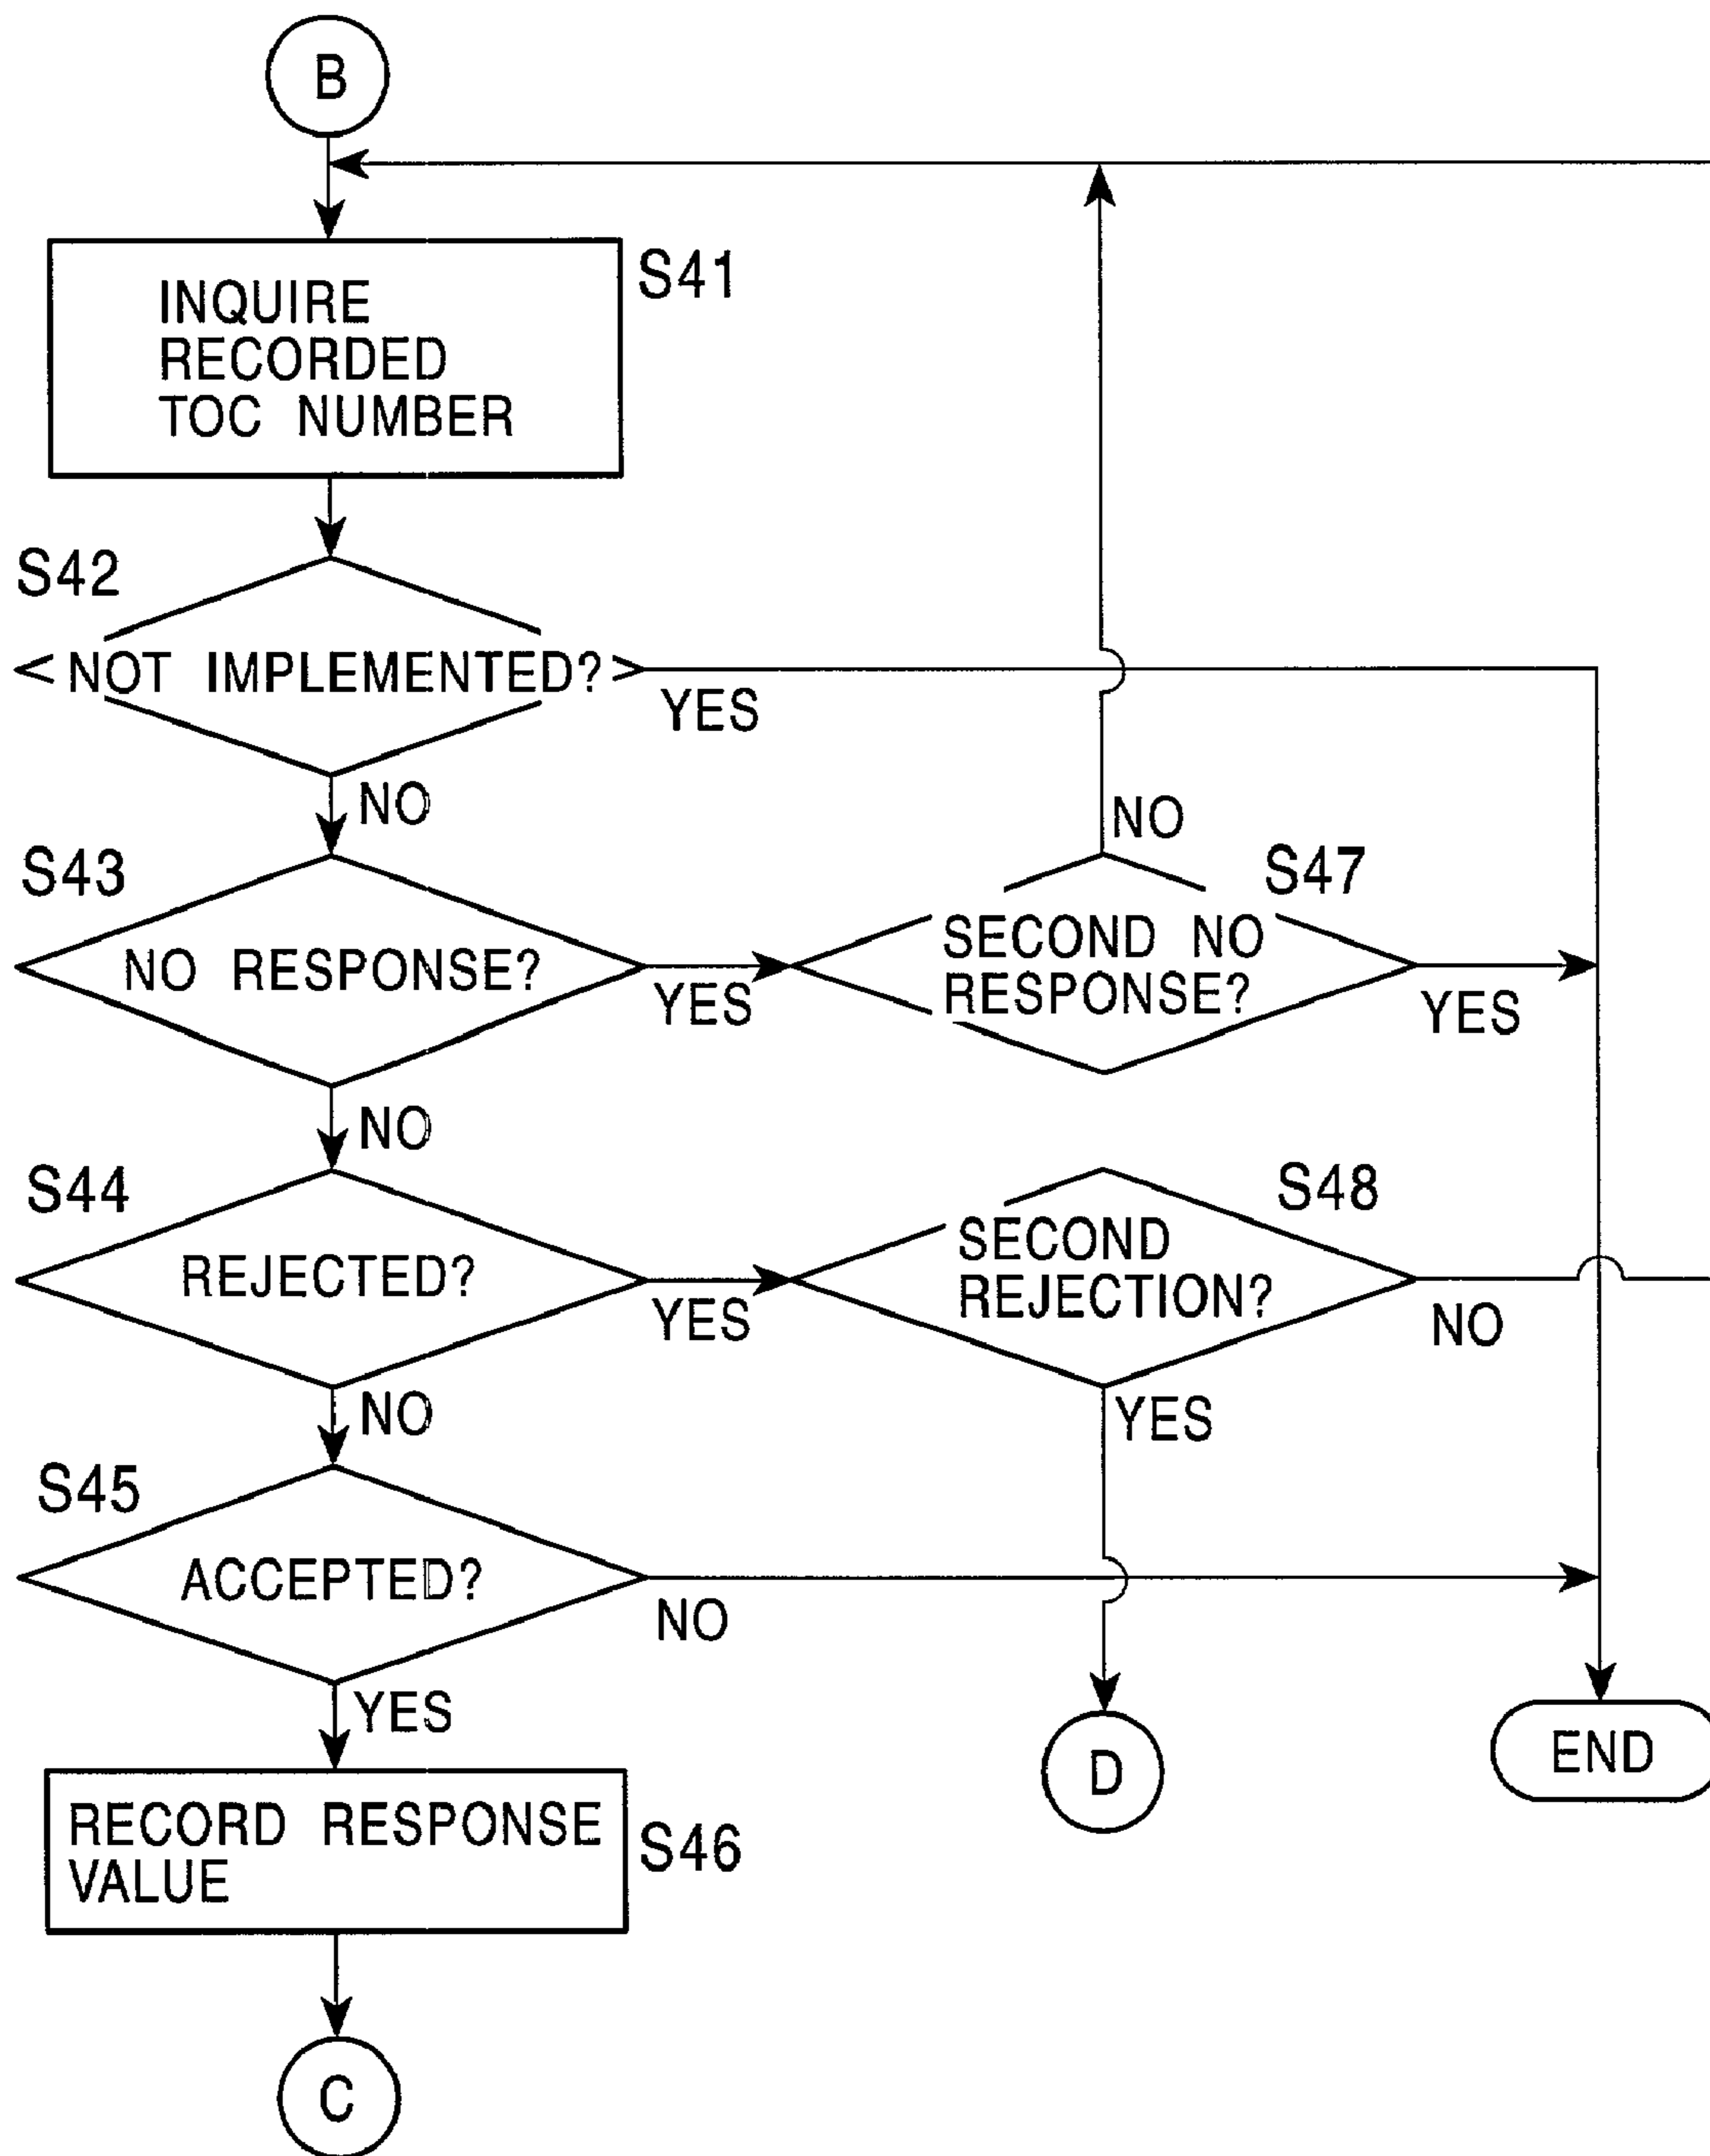 B
INQUIRE
RECORDED
TOC NUMBER
S41
S42
NOT IMPLEMENTED?
YES
NO
S43
NO RESPONSE?
YES
NO
SECOND NO
RESPONSE?
S47
YES
NO
S44
REJECTED?
YES
SECOND
REJECTION?
S48
NO
NO
YES
S45
ACCEPTED?
NO
YES
RECORD RESPONSE
VALUE
S46
D
END
C